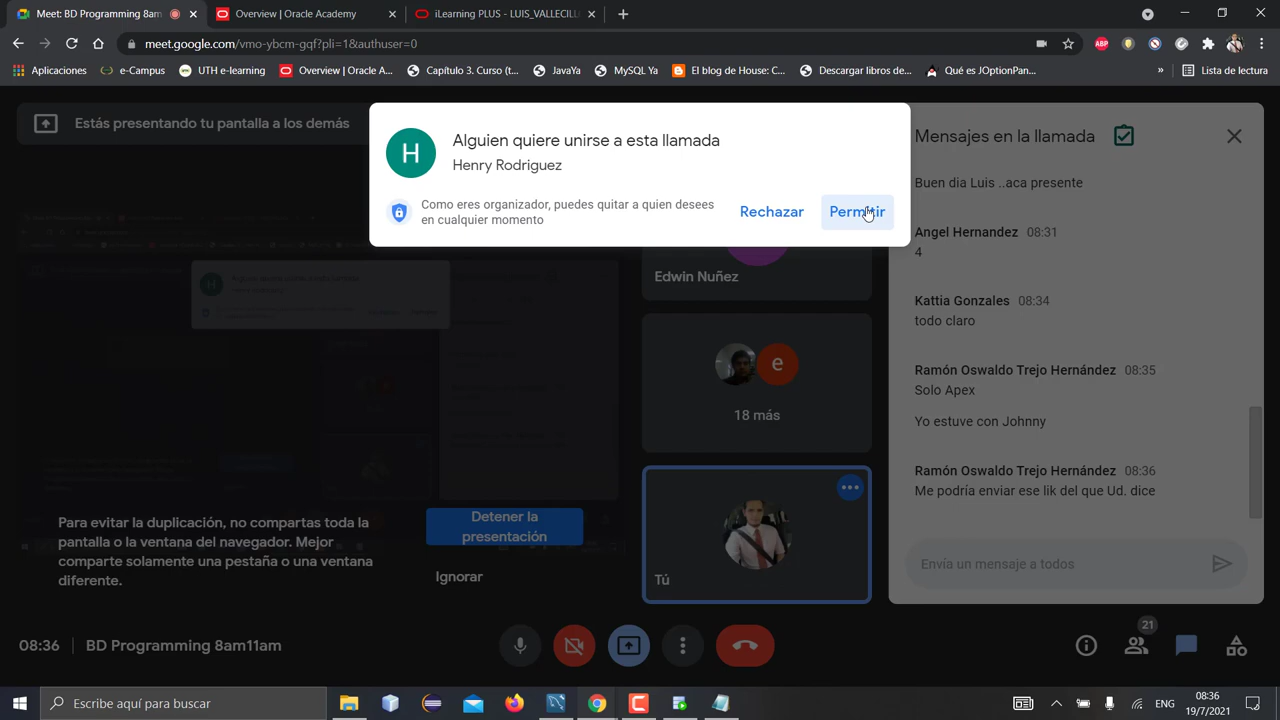 Meet: BD Programming 8am
Overview | Oracle Academy
iLearning PLUS - LUIS_VALLECILL
meet.google.com/vmo-ybcm-gqf?pli=1&authuser=0
ABP
Aplicaciones
e-Campus
UTH e-learning
Overview | Oracle A...
Capítulo 3. Curso (t...
JavaYa
MySQL Ya
El blog de House: C...
Descargar libros de...
Qué es JOptionPan...
»
Lista de lectura
Estás presentando tu pantalla a los demás
H
Alguien quiere unirse a esta llamada
Henry Rodriguez
Como eres organizador, puedes quitar a quien desees
en cualquier momento
Rechazar
Permitir
Mensajes en la llamada
Buen dia Luis ..aca presente
Angel Hernandez 08:31
4
Kattia Gonzales 08:34
todo claro
Ramón Oswaldo Trejo Hernández 08:35
Solo Apex
Yo estuve con Johnny
Ramón Oswaldo Trejo Hernández 08:36
Me podría enviar ese lik del que Ud. dice
Envía un mensaje a todos
Edwin Nuñez
e
18 más
Tú
Para evitar la duplicación, no compartas toda la
pantalla o la ventana del navegador. Mejor
comparte solamente una pestaña o una ventana
diferente.
Detener la
presentación
Ignorar
08:36
BD Programming 8am11am
21
Escribe aquí para buscar
ENG
08:36
19/7/2021